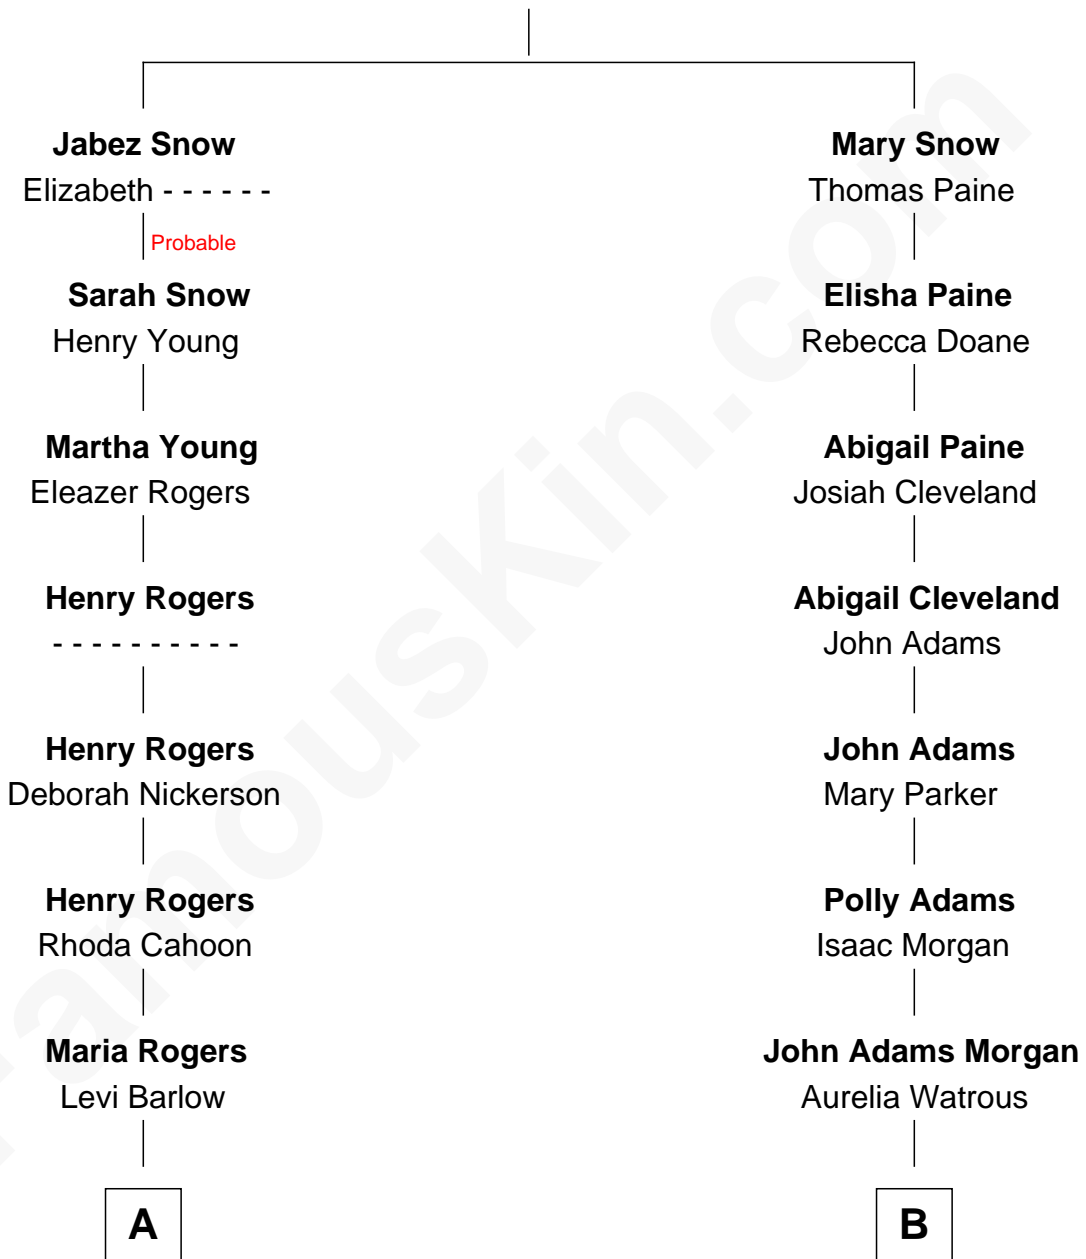 Jabez Snow
Elizabeth - - - - - -
Probable
Sarah Snow
Henry Young
Martha Young
Eleazer Rogers
Henry Rogers
- - - - - - - - - -
Henry Rogers
Deborah Nickerson
Henry Rogers
Rhoda Cahoon
Maria Rogers
Levi Barlow
A
Mary Snow
Thomas Paine
Elisha Paine
Rebecca Doane
Abigail Paine
Josiah Cleveland
Abigail Cleveland
John Adams
John Adams
Mary Parker
Polly Adams
Isaac Morgan
John Adams Morgan
Aurelia Watrous
B
FamousKin.com